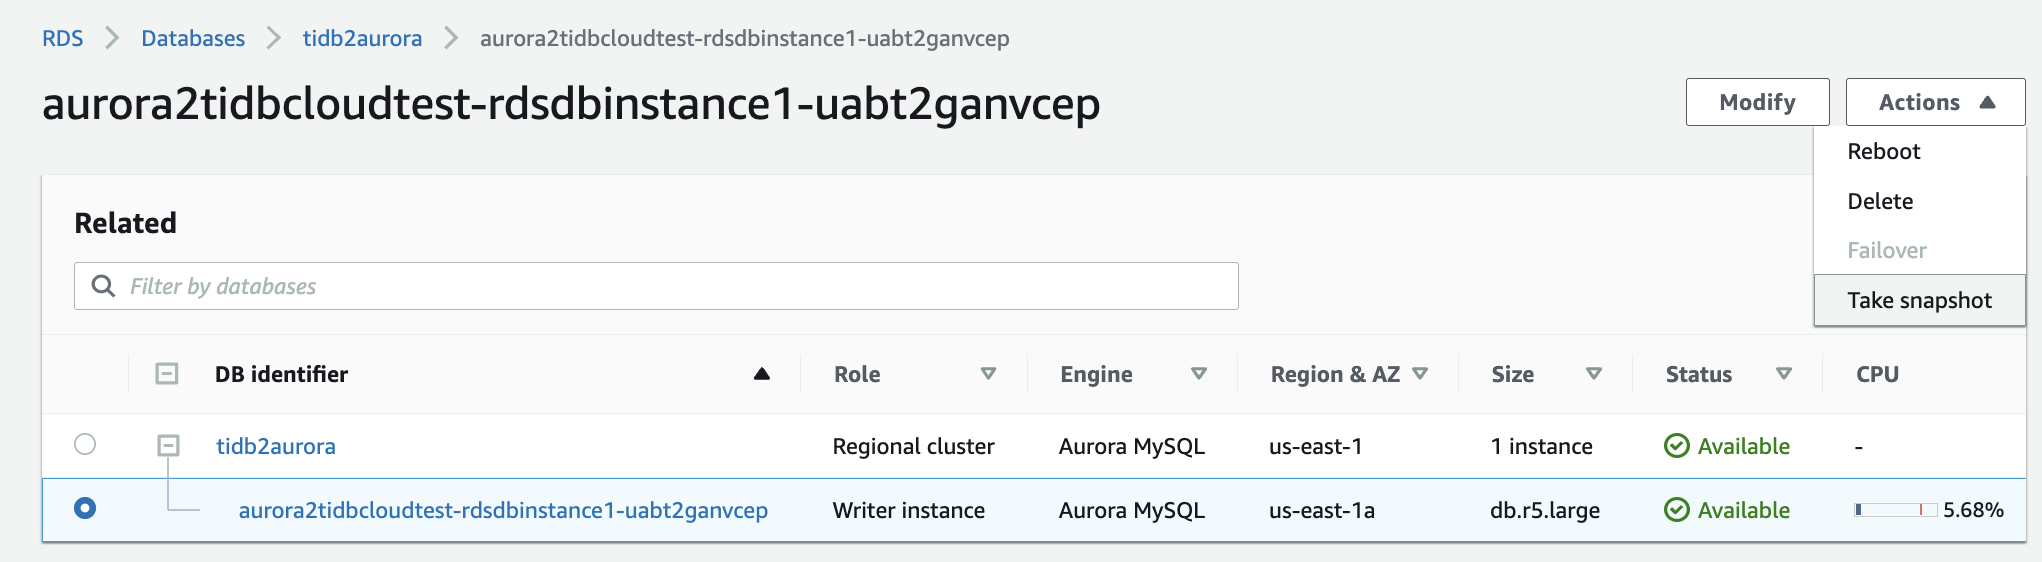 RDS > Databases > tidb2aurora > aurora2tidbcloudtest-rdsdbinstance1-uabt2ganvcep
aurora2tidbcloudtest-rdsdbinstance1-uabt2ganvcep
Modify
Actions
Reboot
Delete
Failover
Take snapshot
Related
Filter by databases
DB identifier Role Engine Region & AZ Size Status CPU
tidb2aurora Regional cluster Aurora MySQL us-east-1 1 instance Available -
aurora2tidbcloudtest-rdsdbinstance1-uabt2ganvcep Writer instance Aurora MySQL us-east-1a db.r5.large Available 5.68%